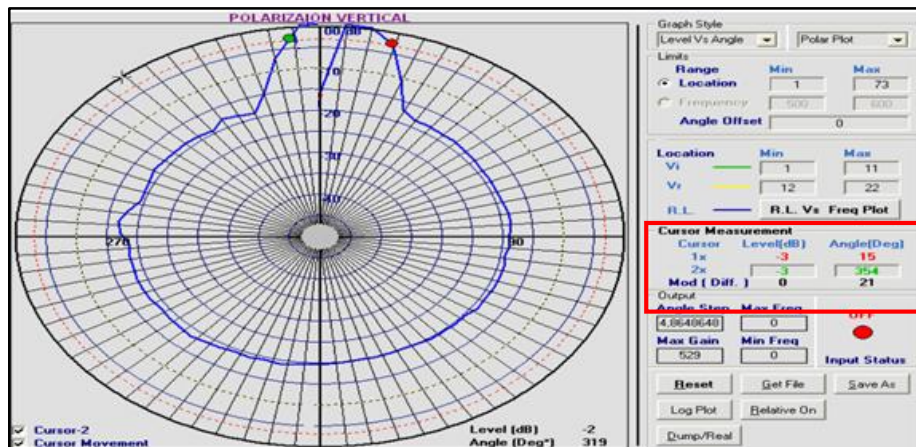 POLARIZAION VERTICAL
10
20
30
40
270
90
Cursor-2
Cursor Movement
Level (dB) -2
Angle (Deg*) 319
Graph Style
Level Vs Angle
Polar Plot
Limits
Range Min Max
Location 1 73
Frequency 500 600
Angle Offset 0
Location Min Max
Vi 1 11
Vr 12 22
R.L. R.L. Vs Freq Plot
Cursor Measurement
Cursor Level(dB) Angle(Deg)
1x -3 15
2x -3 354
Mod ( Diff. ) 0 21
Output
Angle Step Max Freq OFF
4,8648648 0
Max Gain Min Freq
529 0 Input Status
Reset Get File Save As
Log Plot Relative On
Dump/Real